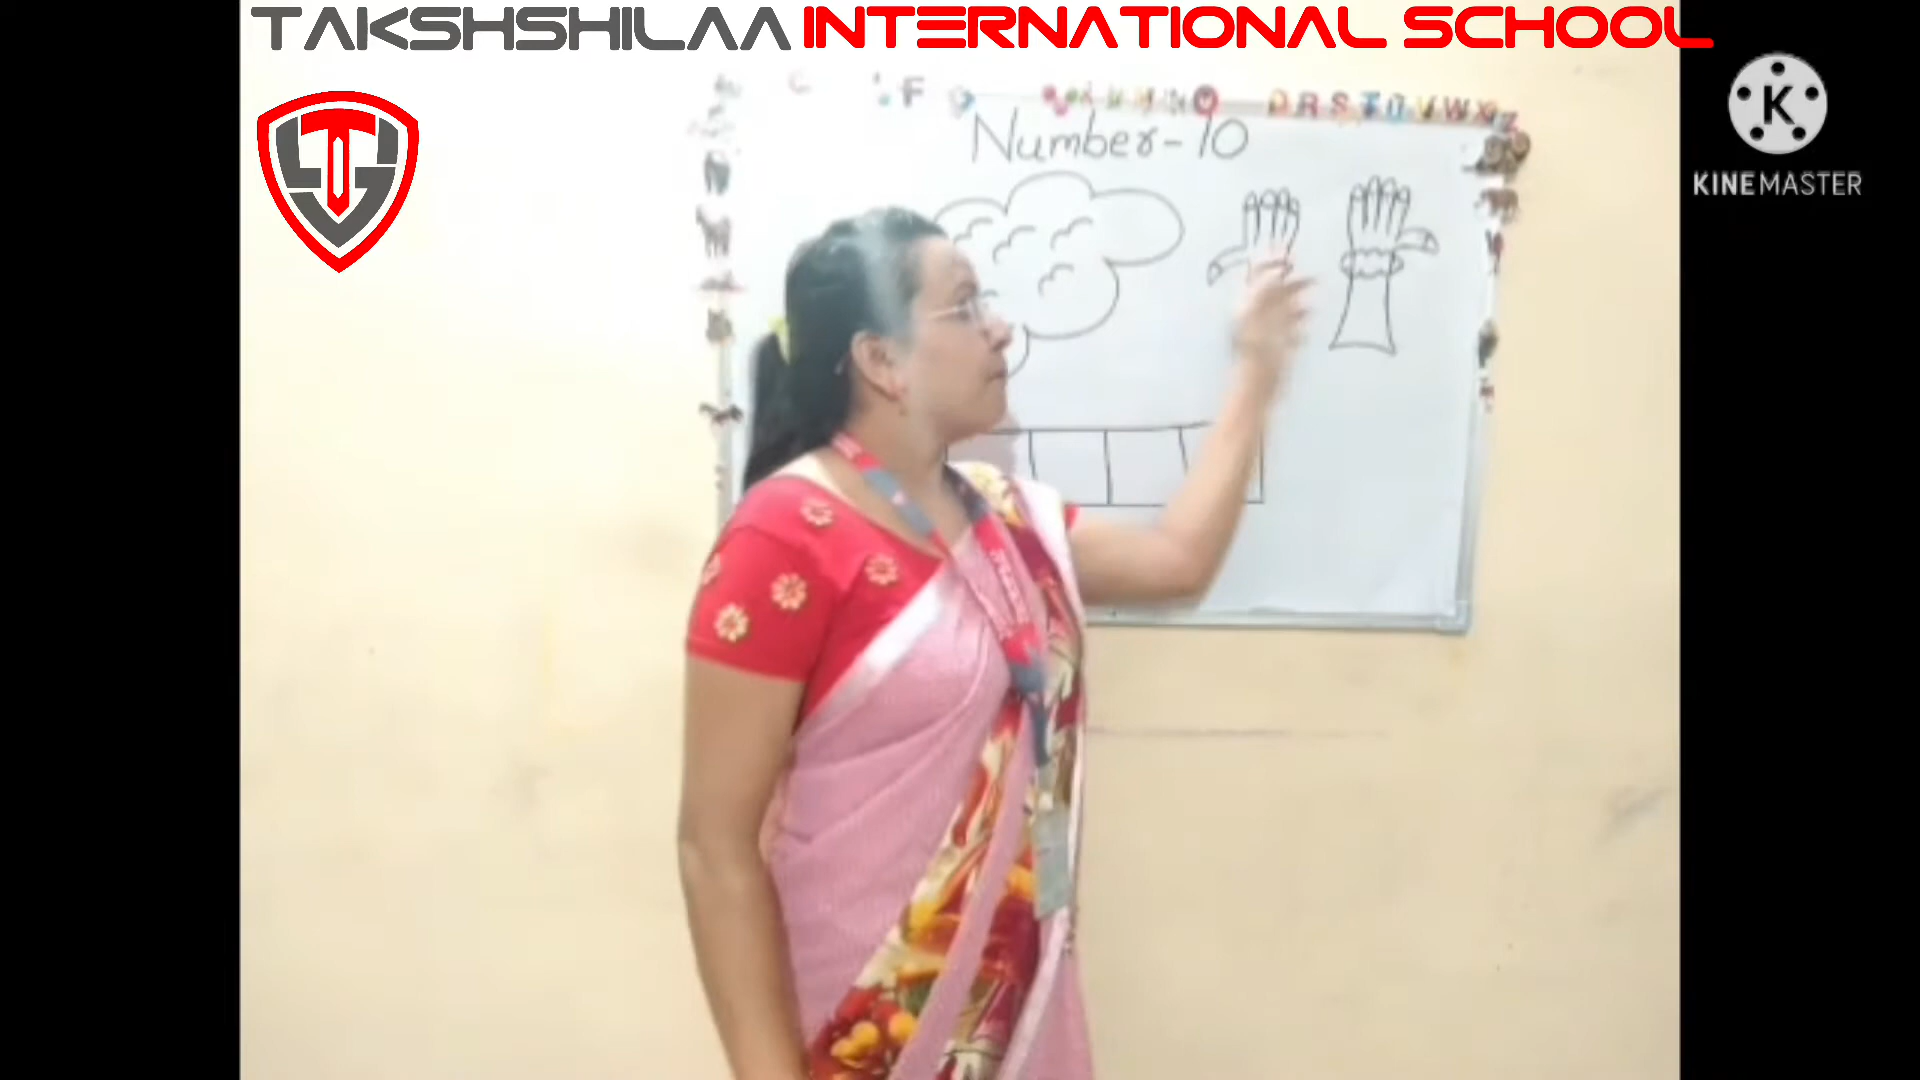 TAKSHSHILAA INTERNATIONAL SCHOOL
F R S T U V W X Z
Number-10
K
KINEMASTER